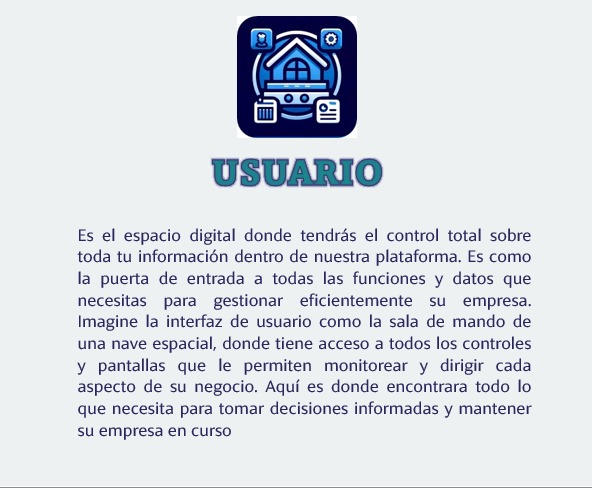 USUARIO
Es el espacio digital donde tendrás el control total sobre
toda tu información dentro de nuestra plataforma. Es como
la puerta de entrada a todas las funciones y datos que
necesitas para gestionar eficientemente su empresa.
Imagine la interfaz de usuario como la sala de mando de
una nave espacial, donde tiene acceso a todos los controles
y pantallas que le permiten monitorear y dirigir cada
aspecto de su negocio. Aquí es donde encontrara todo lo
que necesita para tomar decisiones informadas y mantener
su empresa en curso